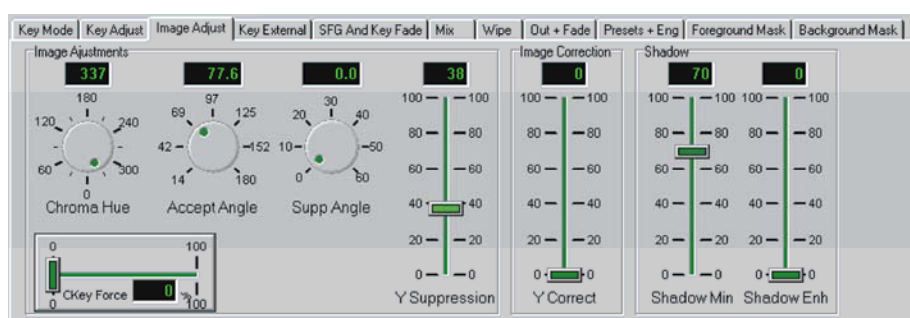 Key Mode Key Adjust Image Adjust Key External SFG And Key Fade Mix Wipe Out + Fade Presets + Eng Foreground Mask Background Mask
Image Ajustments Image Correction Shadow
337 77.6 0.0 38 0 70 0
180 97 30 100 100 100 100 100 100 100 100
120 240 69 125 20 40 80 80 80 80 80 80 80 80
42 152 10 50
60 300 14 180 0 60 60 60 60 60 60 60 60 60
0
Chroma Hue Accept Angle Supp Angle 40 40 40 40 40 40 40 40
0 100 20 20 20 20 20 20 20 20
CKey Force 0 % 0 0 0 0 0 0 0 0
0 100 Y Suppression Y Correct Shadow Min Shadow Enh